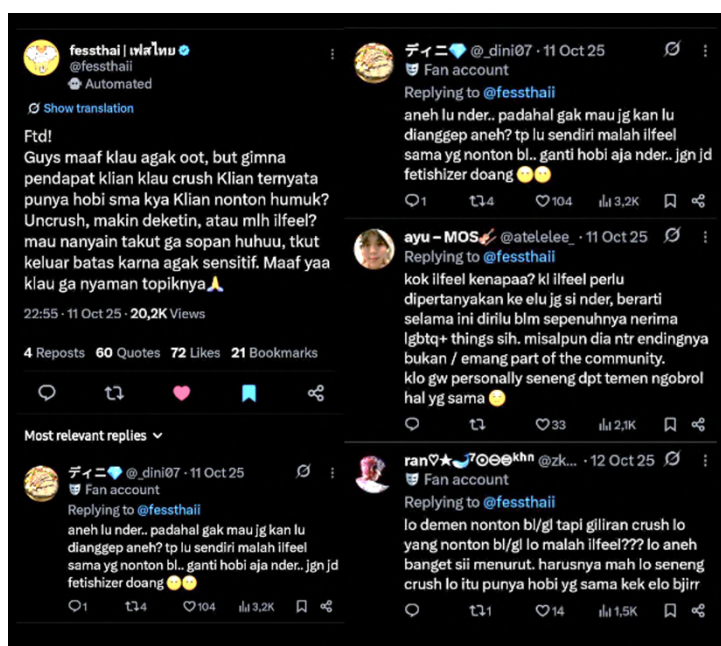 fessthai | เฟสไทย
@fessthaii
Automated
Show translation
Ftd!
Guys maaf klau agak oot, but gimna
pendapat klian klau crush Klian ternyata
punya hobi sma kya Klian nonton humuk?
Uncrush, makin deketin, atau mlh ilfeel?
mau nanyain takut ga sopan huhuu, tkut
keluar batas karna agak sensitif. Maaf yaa
klau ga nyaman topiknya🙏
22:55 · 11 Oct 25 · 20,2K Views
4 Reposts 60 Quotes 72 Likes 21 Bookmarks
Most relevant replies
ディニ💎 @_dini07 · 11 Oct 25
🎭 Fan account
Replying to @fessthaii
aneh lu nder.. padahal gak mau jg kan lu
dianggep aneh? tp lu sendiri malah ilfeel
sama yg nonton bl.. ganti hobi aja nder.. jgn jd
fetishizer doang 😶😶
1 4 104 3,2K
ディニ💎 @_dini07 · 11 Oct 25
🎭 Fan account
Replying to @fessthaii
aneh lu nder.. padahal gak mau jg kan lu
dianggep aneh? tp lu sendiri malah ilfeel
sama yg nonton bl.. ganti hobi aja nder.. jgn jd
fetishizer doang 😶😶
1 4 104 3,2K
ayu – MOS🎻 @atelelee_ · 11 Oct 25
Replying to @fessthaii
kok ilfeel kenapaa? kl ilfeel perlu
dipertanyakan ke elu jg si nder, berarti
selama ini dirilu blm sepenuhnya nerima
lgbtq+ things sih. misalpun dia ntr endingnya
bukan / emang part of the community.
klo gw personally seneng dpt temen ngobrol
hal yg sama
33 2,1K
ran♡★ @zk... · 12 Oct 25
🎭 Fan account
Replying to @fessthaii
lo demen nonton bl/gl tapi giliran crush lo
yang nonton bl/gl lo malah ilfeel??? lo aneh
banget sii menurut. harusnya mah lo seneng
crush lo itu punya hobi yg sama kek elo bjirr
1 14 1,5K